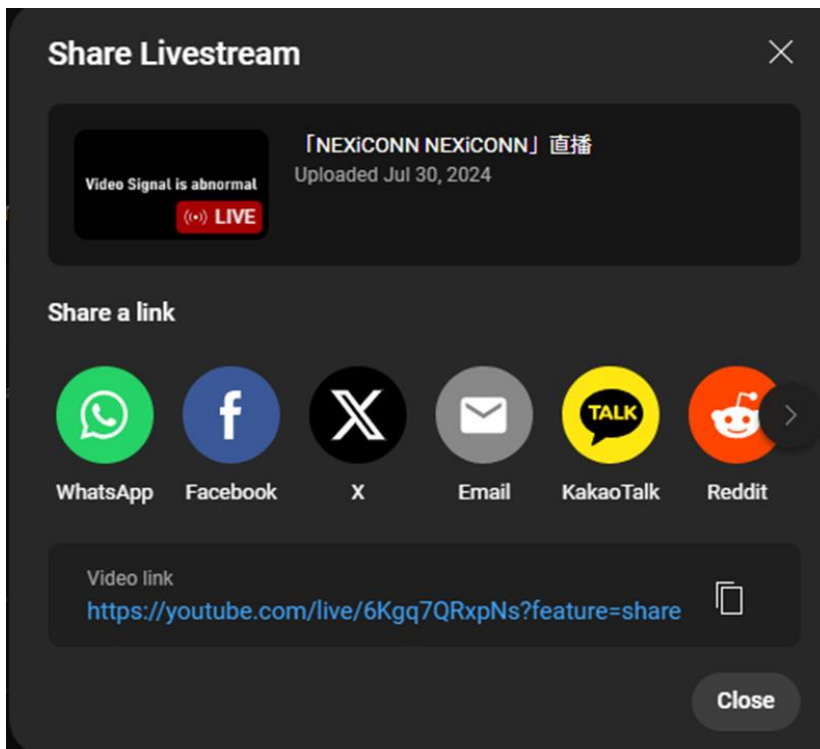 Share Livestream
「NEXiCONN NEXiCONN」直播
Uploaded Jul 30, 2024
Video Signal is abnormal
LIVE
Share a link
TALK
WhatsApp Facebook X Email KakaoTalk Reddit
Video link
https://youtube.com/live/6Kgq7QRxpNs?feature=share
Close